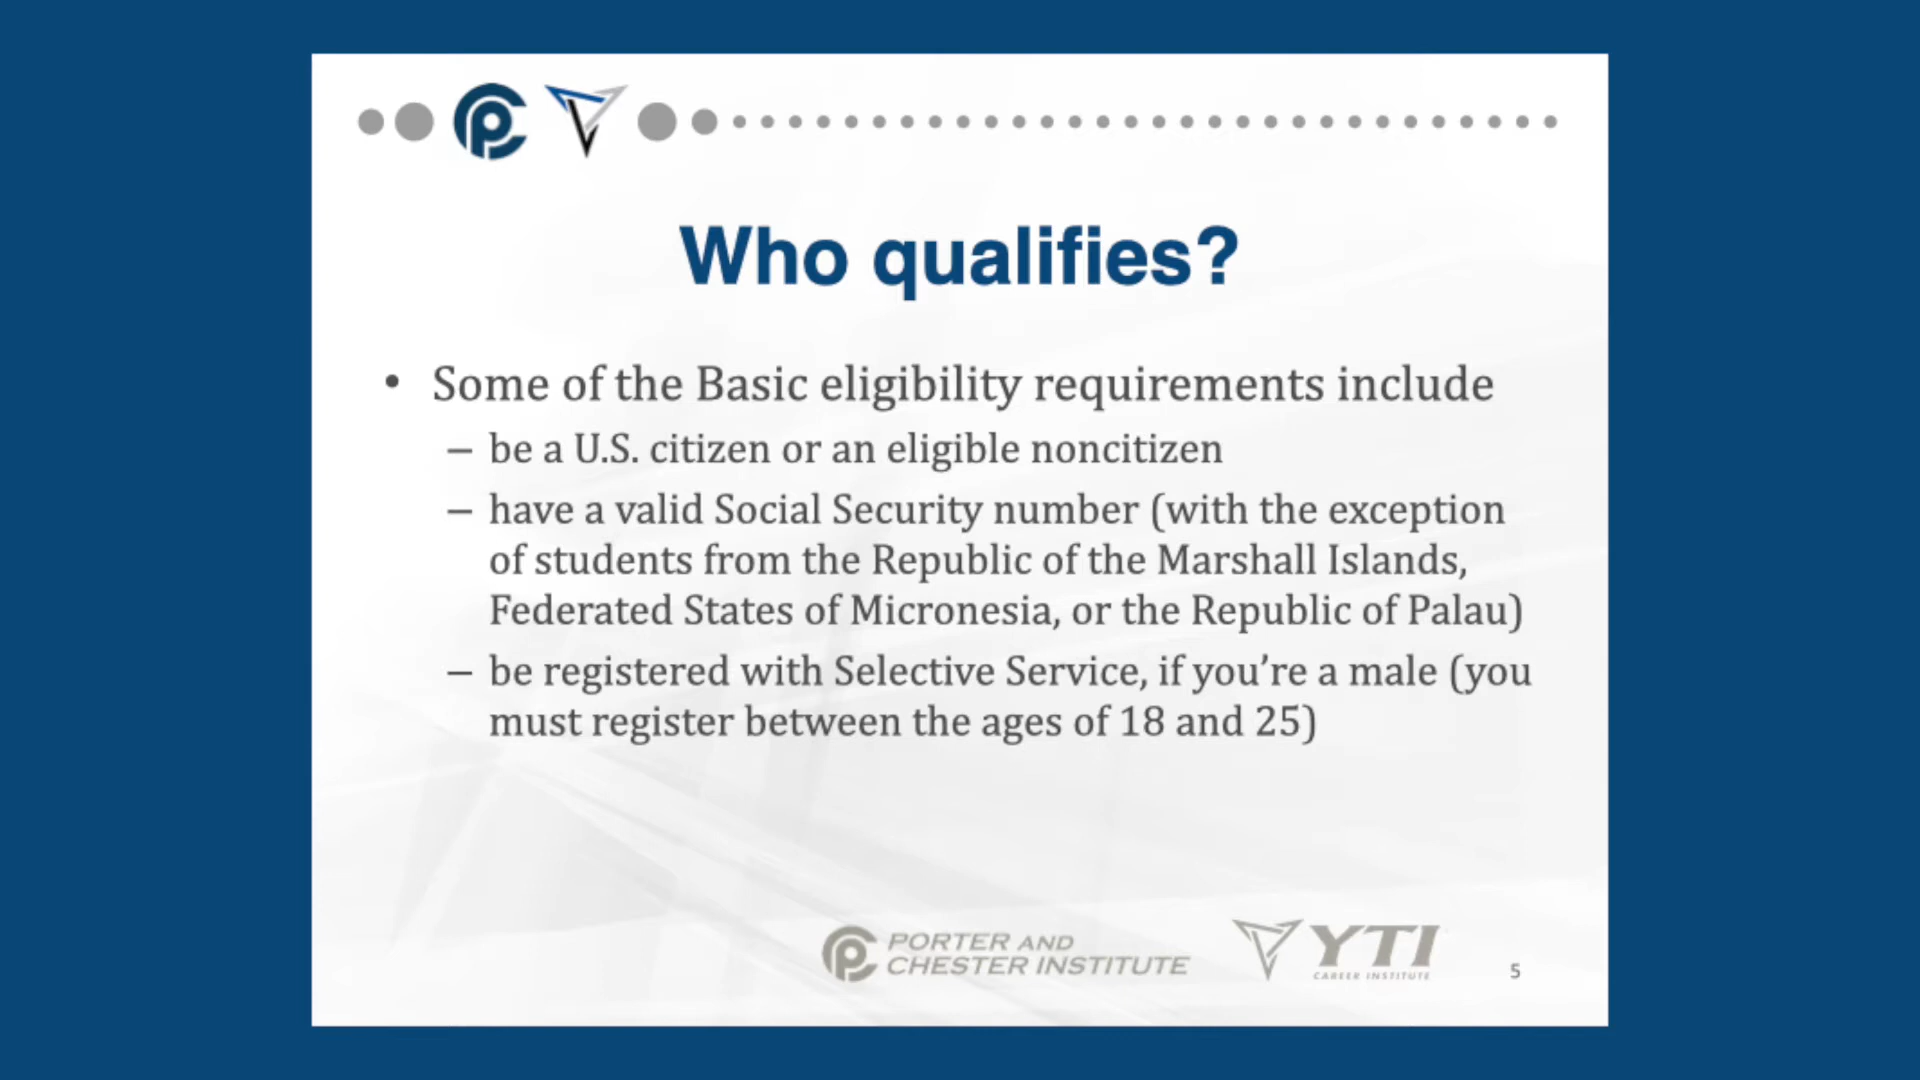 Who qualifies?
• Some of the Basic eligibility requirements include
– be a U.S. citizen or an eligible noncitizen
– have a valid Social Security number (with the exception
of students from the Republic of the Marshall Islands,
Federated States of Micronesia, or the Republic of Palau)
– be registered with Selective Service, if you’re a male (you
must register between the ages of 18 and 25)
PORTER AND
CHESTER INSTITUTE
YTI
CAREER INSTITUTE
5